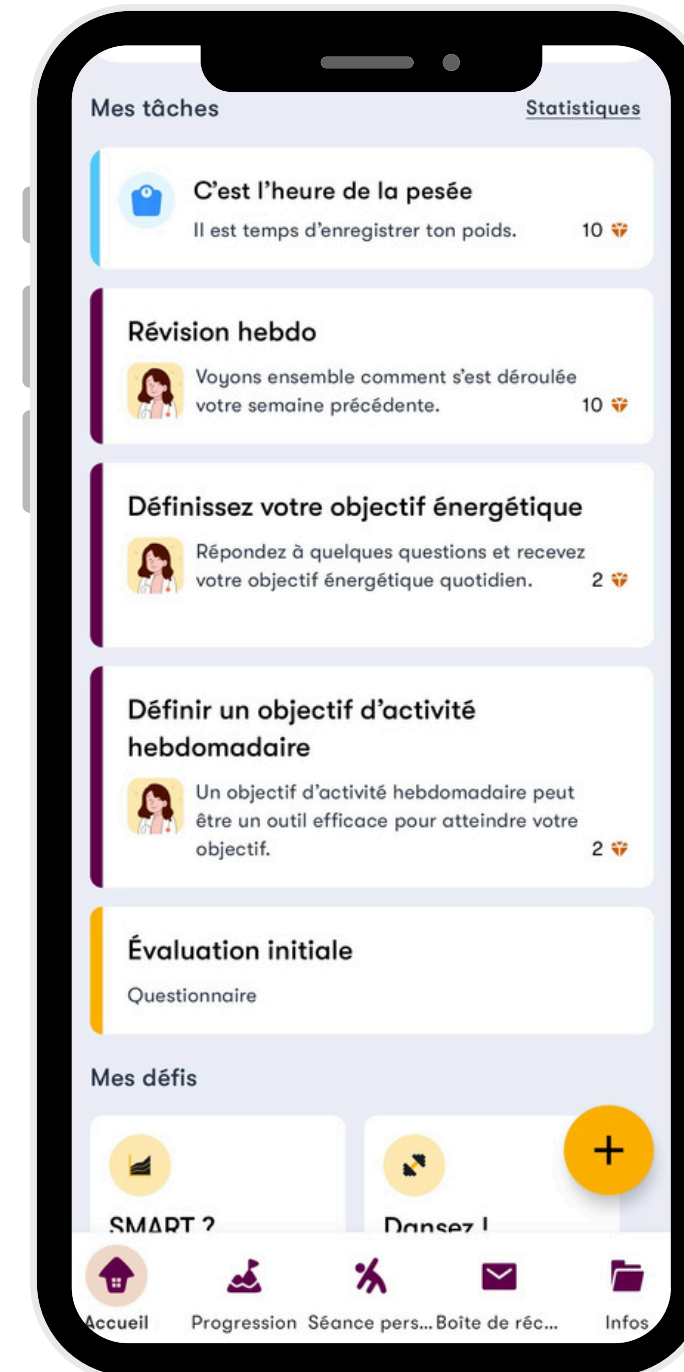 Mes tâches
Statistiques
C'est l'heure de la pesée
Il est temps d'enregistrer ton poids.
10
Révision hebdo
Voyons ensemble comment s'est déroulée
votre semaine précédente.
10
Définissez votre objectif énergétique
Répondez à quelques questions et recevez
votre objectif énergétique quotidien.
2
Définir un objectif d'activité
hebdomadaire
Un objectif d'activité hebdomadaire peut
être un outil efficace pour atteindre votre
objectif.
2
Évaluation initiale
Questionnaire
Mes défis
SMART ?
Dansez !
+
Accueil
Progression
Séance pers...
Boîte de réc...
Infos